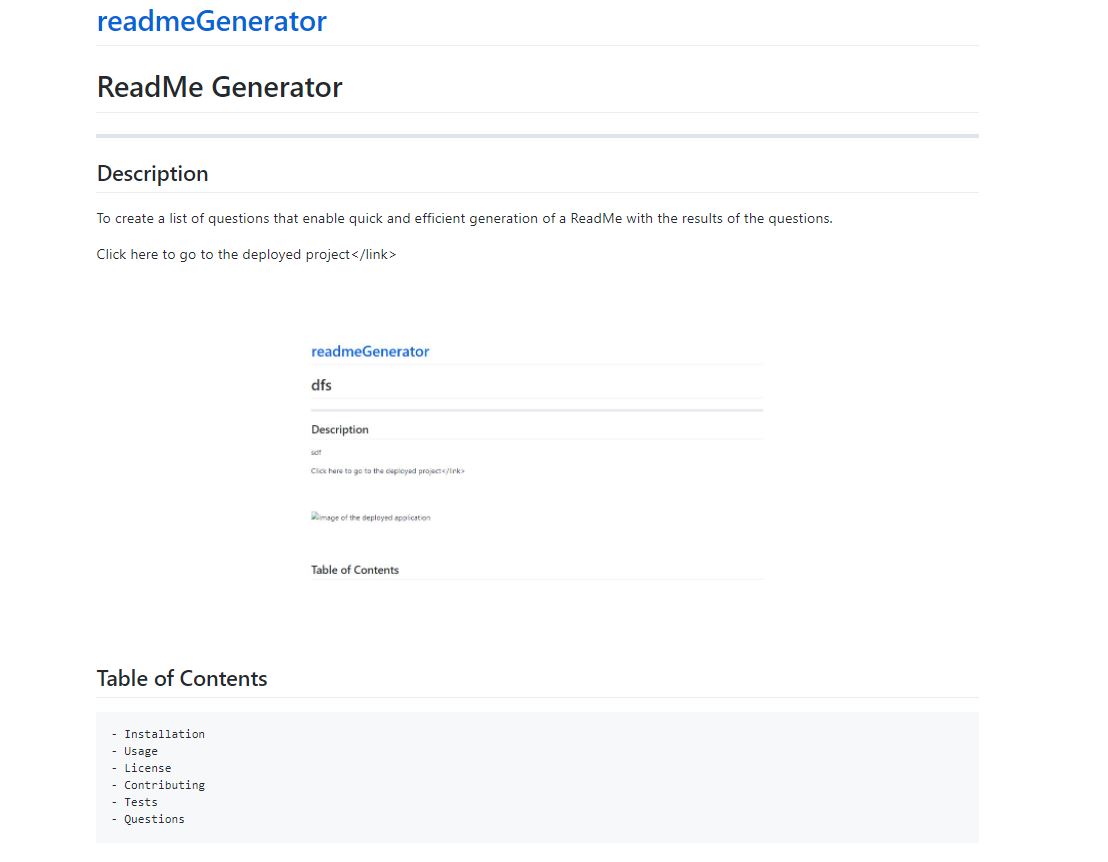 readmeGenerator
ReadMe Generator
Description
To create a list of questions that enable quick and efficient generation of a ReadMe with the results of the questions.
Click here to go to the deployed project</link>
readmeGenerator
dfs
Description
sdf
Click here to go to the deployed project</link>
image of the deployed application
Table of Contents
Table of Contents
- Installation
- Usage
- License
- Contributing
- Tests
- Questions